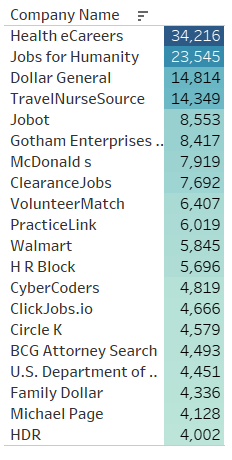 Company Name
Health eCareers 34,216
Jobs for Humanity 23,545
Dollar General 14,814
TravelNurseSource 14,349
Jobot 8,553
Gotham Enterprises .. 8,417
McDonald s 7,919
ClearanceJobs 7,692
VolunteerMatch 6,407
PracticeLink 6,019
Walmart 5,845
H R Block 5,696
CyberCoders 4,819
ClickJobs.io 4,666
Circle K 4,579
BCG Attorney Search 4,493
U.S. Department of .. 4,451
Family Dollar 4,336
Michael Page 4,128
HDR 4,002